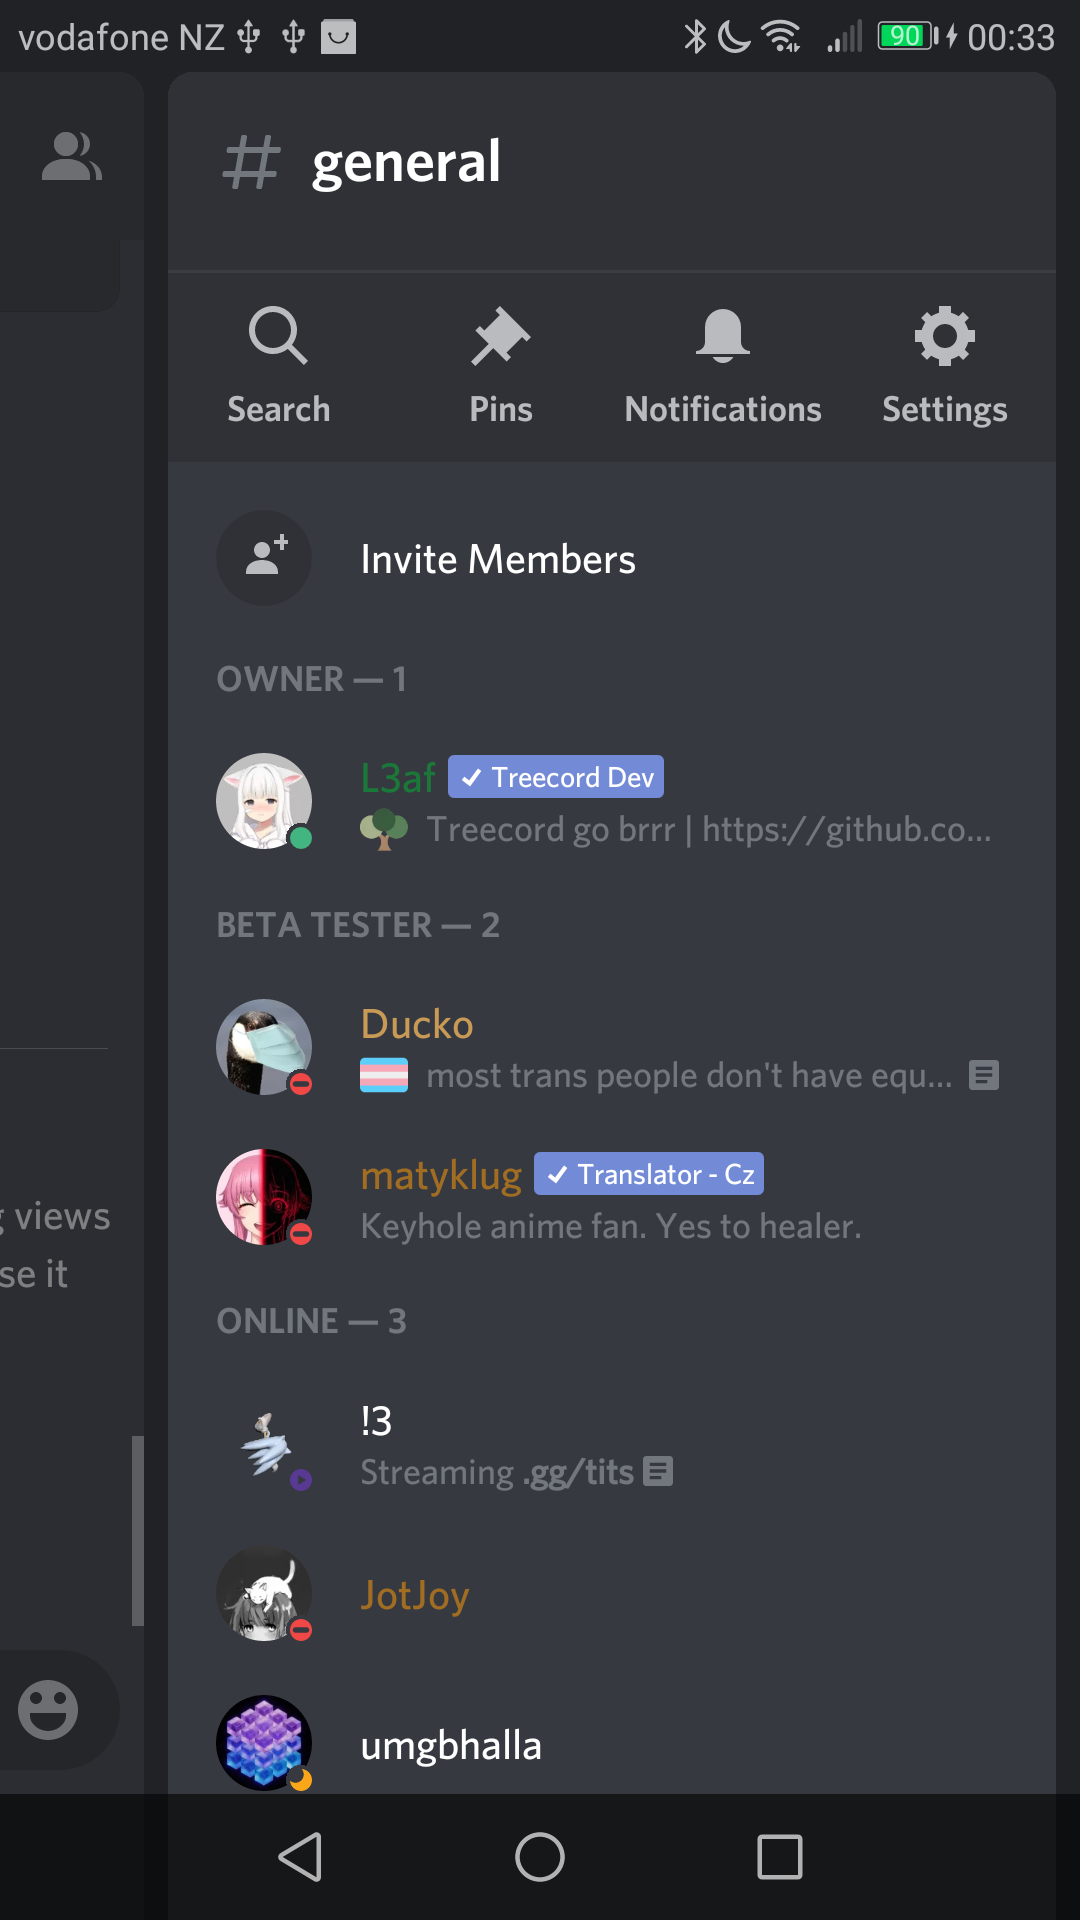 vodafone NZ
90 00:33
# general
Search Pins Notifications Settings
Invite Members
OWNER — 1
L3af ✓ Treecord Dev
Treecord go brrr | https://github.co...
BETA TESTER — 2
Ducko
most trans people don't have equ...
matyklug ✓ Translator - Cz
Keyhole anime fan. Yes to healer.
views
se it
ONLINE — 3
!3
Streaming .gg/tits
JotJoy
umgbhalla